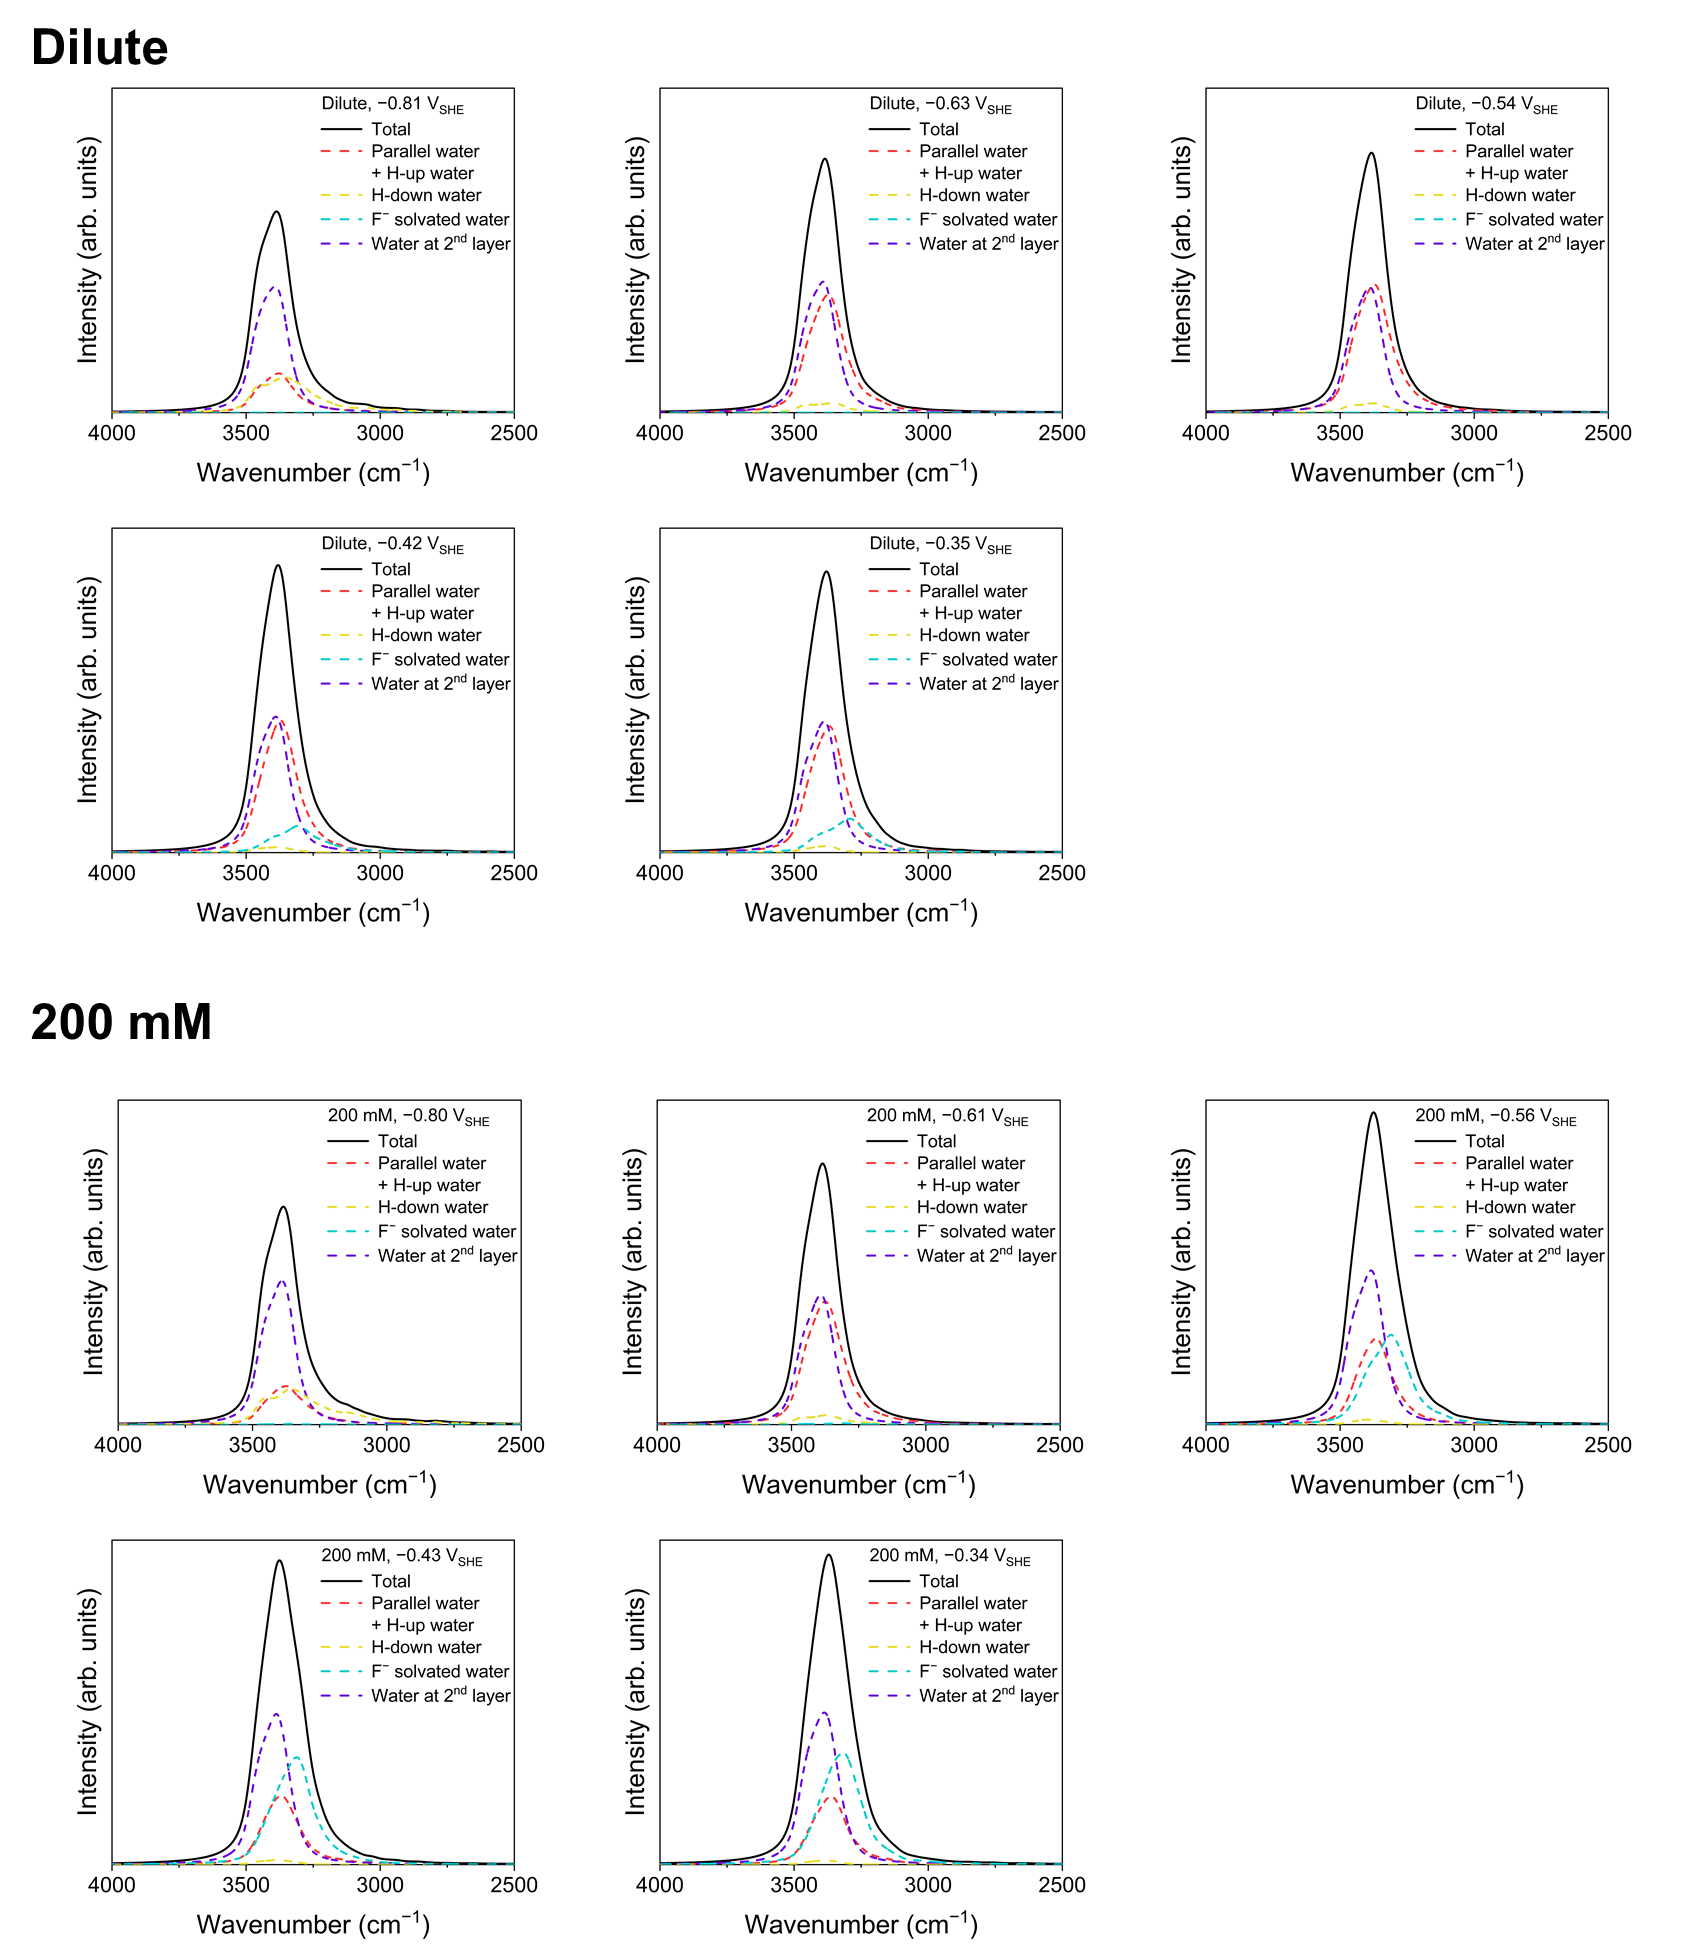 Dilute
Intensity (arb. units)
Dilute, −0.81 VSHE
Total
Parallel water
+ H-up water
H-down water
F− solvated water
Water at 2nd layer
4000 3500 3000 2500
Wavenumber (cm−1)
Intensity (arb. units)
Dilute, −0.63 VSHE
Total
Parallel water
+ H-up water
H-down water
F− solvated water
Water at 2nd layer
4000 3500 3000 2500
Wavenumber (cm−1)
Intensity (arb. units)
Dilute, −0.54 VSHE
Total
Parallel water
+ H-up water
H-down water
F− solvated water
Water at 2nd layer
4000 3500 3000 2500
Wavenumber (cm−1)
Intensity (arb. units)
Dilute, −0.42 VSHE
Total
Parallel water
+ H-up water
H-down water
F− solvated water
Water at 2nd layer
4000 3500 3000 2500
Wavenumber (cm−1)
Intensity (arb. units)
Dilute, −0.35 VSHE
Total
Parallel water
+ H-up water
H-down water
F− solvated water
Water at 2nd layer
4000 3500 3000 2500
Wavenumber (cm−1)
200 mM
Intensity (arb. units)
200 mM, −0.80 VSHE
Total
Parallel water
+ H-up water
H-down water
F− solvated water
Water at 2nd layer
4000 3500 3000 2500
Wavenumber (cm−1)
Intensity (arb. units)
200 mM, −0.61 VSHE
Total
Parallel water
+ H-up water
H-down water
F− solvated water
Water at 2nd layer
4000 3500 3000 2500
Wavenumber (cm−1)
Intensity (arb. units)
200 mM, −0.56 VSHE
Total
Parallel water
+ H-up water
H-down water
F− solvated water
Water at 2nd layer
4000 3500 3000 2500
Wavenumber (cm−1)
Intensity (arb. units)
200 mM, −0.43 VSHE
Total
Parallel water
+ H-up water
H-down water
F− solvated water
Water at 2nd layer
4000 3500 3000 2500
Wavenumber (cm−1)
Intensity (arb. units)
200 mM, −0.34 VSHE
Total
Parallel water
+ H-up water
H-down water
F− solvated water
Water at 2nd layer
4000 3500 3000 2500
Wavenumber (cm−1)